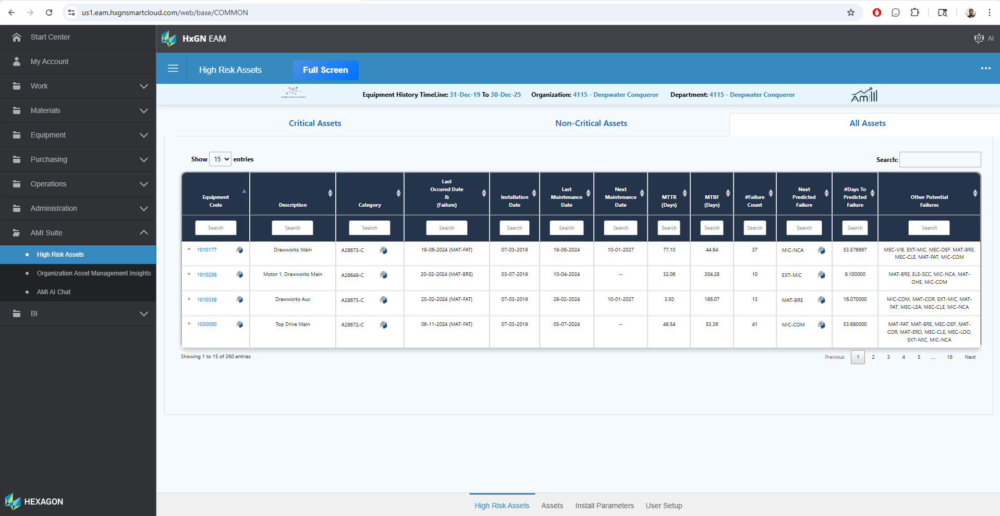 us1.eam.hxgnsmartcloud.com/web/base/COMMON
Start Center
My Account
Work
Materials
Equipment
Purchasing
Operations
Administration
AMI Suite
High Risk Assets
Organization Asset Management Insights
AMI AI Chat
BI
HEXAGON
HxGN EAM
AI
High Risk Assets
Full Screen
Equipment History TimeLine: 31-Dec-19 To 30-Dec-25 Organization: 4115 - Deepwater Conqueror Department: 4115 - Deepwater Conqueror
AMI
Critical Assets Non-Critical Assets All Assets
Show 15 entries
Search:
Equipment Code
Description
Category
Last Occured Date & (Failure)
Installation Date
Last Maintenance Date
Next Maintenance Date
MTTR (Days)
MTBF (Days)
#Failure Count
Next Predicted Failure
#Days To Predicted Failure
Other Potential Failures
Search Search Search Search Search Search Search Search Search Search Search Search Search
^ 1010177 Drawworks Main A28673-C 19-06-2024 (MAT-FAT) 07-03-2019 19-06-2024 10-01-2027 77.10 44.64 37 MIC-NCA 53.576667 MEC-VIB, EXT-MIC, MEC-DEF, MAT-BRE,
MEC-CLE, MAT-FAT, MIC-COM
^ 1010258 Motor 1, Drawworks Main A28649-C 20-02-2024 (MAT-BRE) 03-07-2019 10-04-2024 -- 32.06 304.28 10 EXT-MIC 9.100000 MAT-BRE, ELE-SCC, MIC-NCA, MAT-
OHE, MIC-COM
^ 1010339 Drawworks Aux A28673-C 25-02-2024 (MAT-FAT) 07-03-2019 29-02-2024 10-01-2027 3.50 186.07 13 MAT-BRE 16.070000 MIC-COM, MAT-COR, EXT-MIC, MAT-
FAT, MEC-LEA, MEC-CLE, MIC-NCA
^ 1030000 Top Drive Main A28672-C 06-11-2024 (MAT-FAT) 07-03-2019 05-07-2024 -- 49.54 53.36 41 MIC-COM 53.680000 MAT-FAT, MAT-BRE, MEC-DEF, MAT-
COR, MAT-ERO, MEC-CLE, MEC-LOO,
EXT-MIC, MIC-NCA
Showing 1 to 15 of 260 entries
Previous 1 2 3 4 5 ... 18 Next
High Risk Assets Assets Install Parameters User Setup